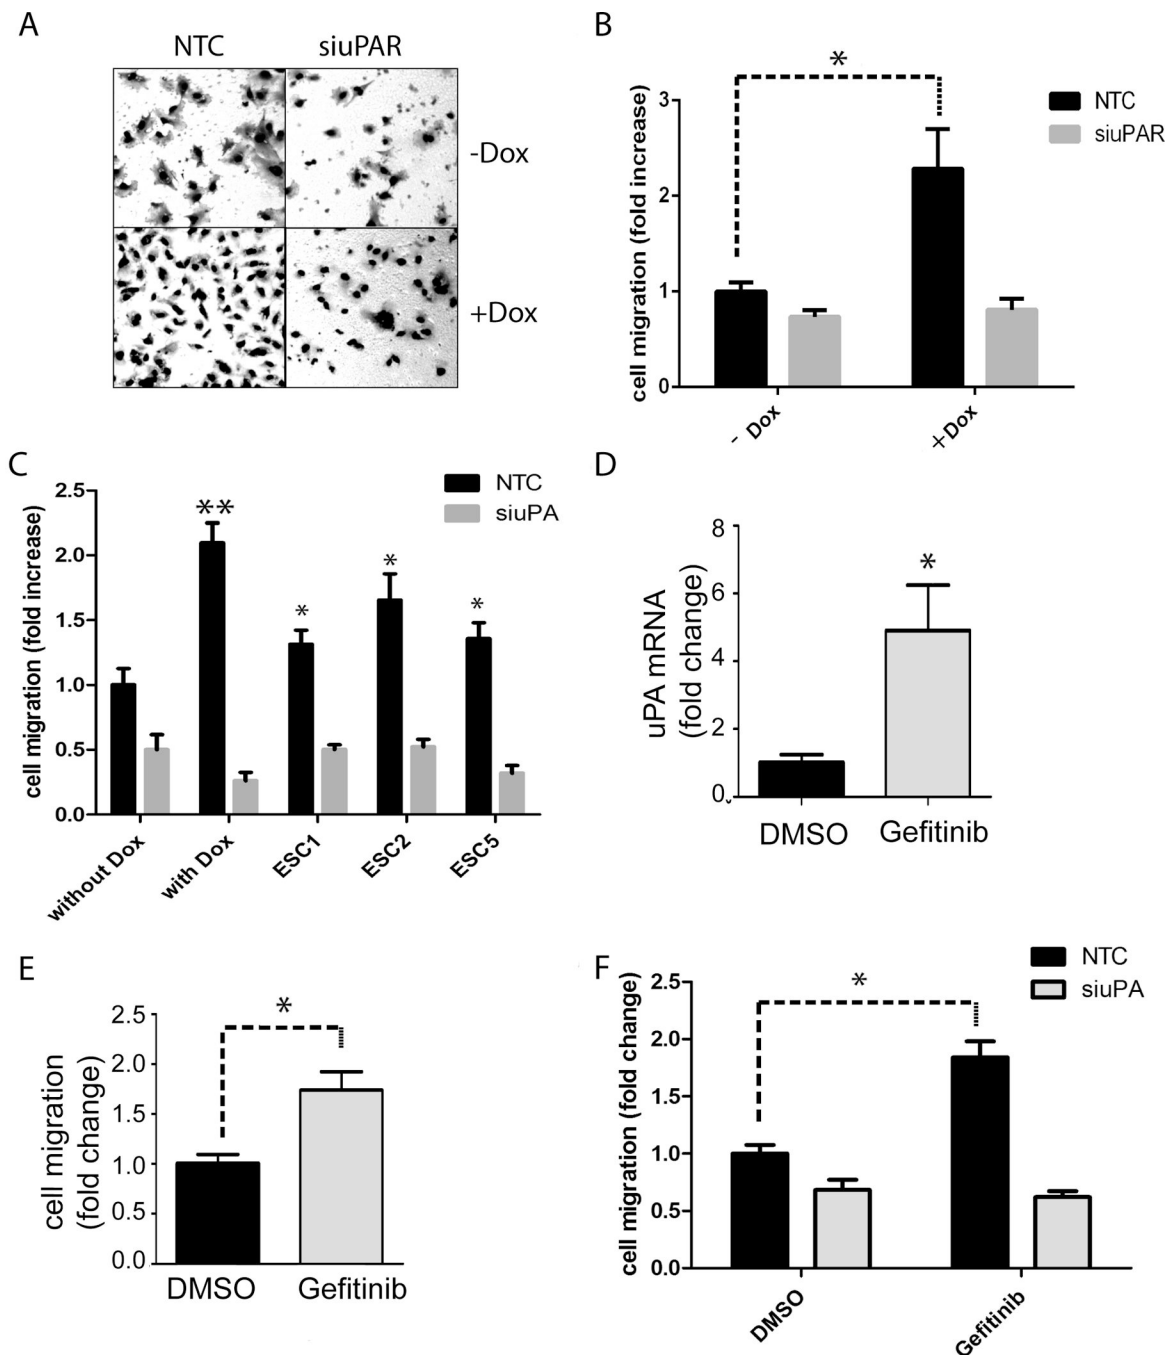 A
NTC siuPAR
-Dox
+Dox
B
*
NTC
siuPAR
cell migration (fold increase)
3
2
1
0
- Dox
+Dox
C
NTC
siuPA
cell migration (fold increase)
2.5
2.0
1.5
1.0
0.5
0.0
**
*
*
*
without Dox
with Dox
ESC1
ESC2
ESC5
D
uPA mRNA
(fold change)
8
6
4
2
0
*
DMSO Gefitinib
E
cell migration
(fold change)
2.5
2.0
1.5
1.0
0.5
0.0
*
DMSO Gefitinib
F
NTC
siuPA
cell migration (fold change)
2.5
2.0
1.5
1.0
0.5
0.0
*
DMSO
Gefitinib